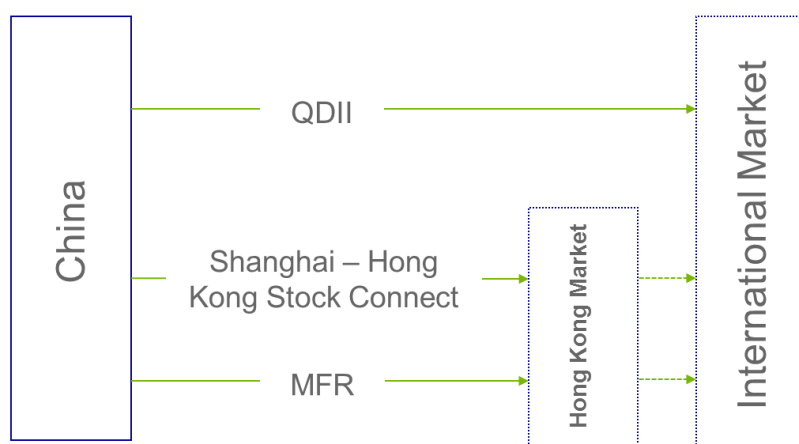 China
QDII
Shanghai – Hong
Kong Stock Connect
MFR
Hong Kong Market
International Market